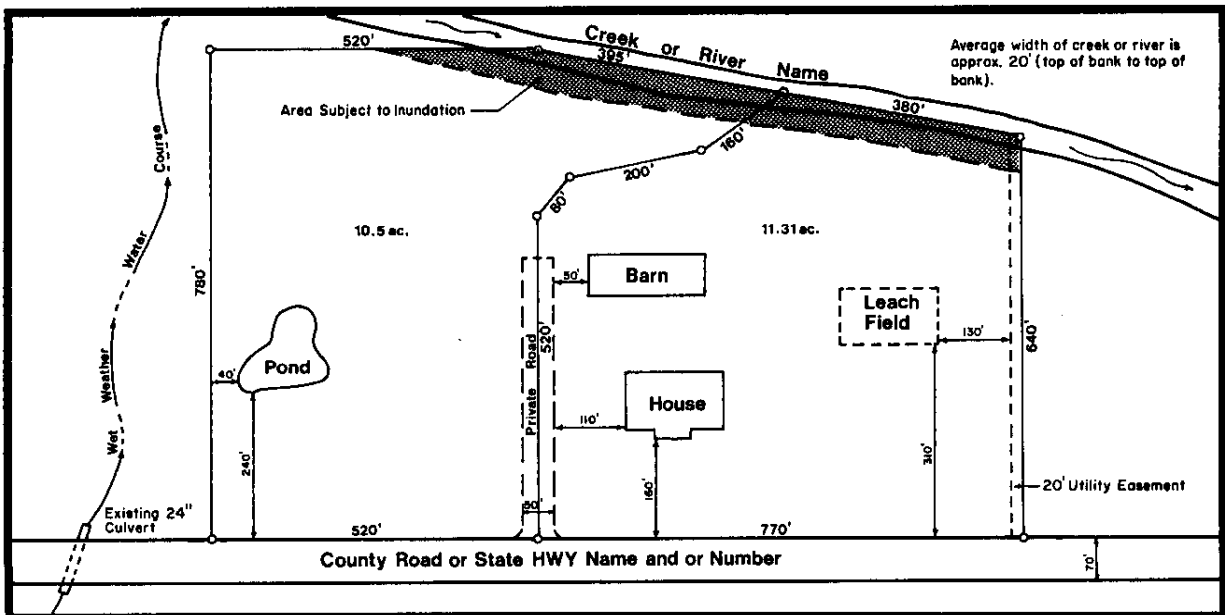 520'
Creek or River
Name
395'
Average width of creek or river is
approx. 20' (top of bank to top of
bank).
Area Subject to Inundation
380'
160'
200'
80'
Course
Water
Weather
Wet
10.5 ac.
11.31 ac.
780'
50'
Barn
Leach
Field
130'
640'
520'
Private Road
Pond
40'
House
110'
240'
160'
310'
20' Utility Easement
Existing 24"
Culvert
520'
770'
County Road or State HWY Name and or Number
70'